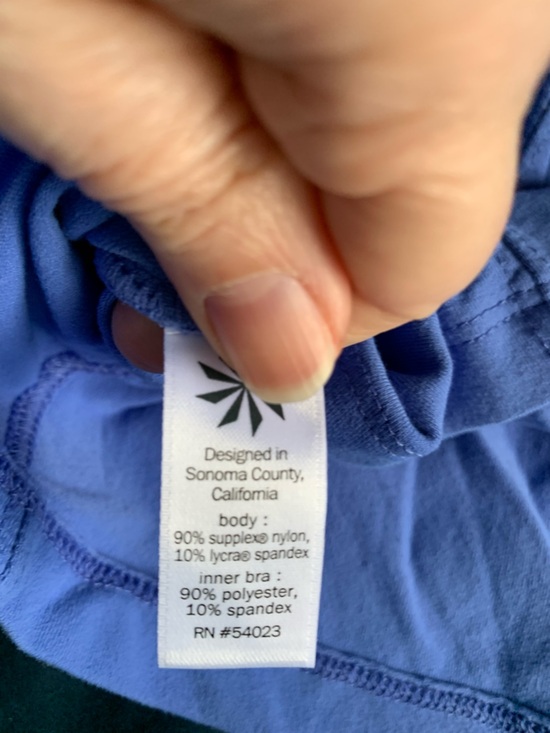 Designed in
Sonoma County,
California
body :
90% supplex® nylon,
10% lycra® spandex
inner bra :
90% polyester,
10% spandex
RN #54023